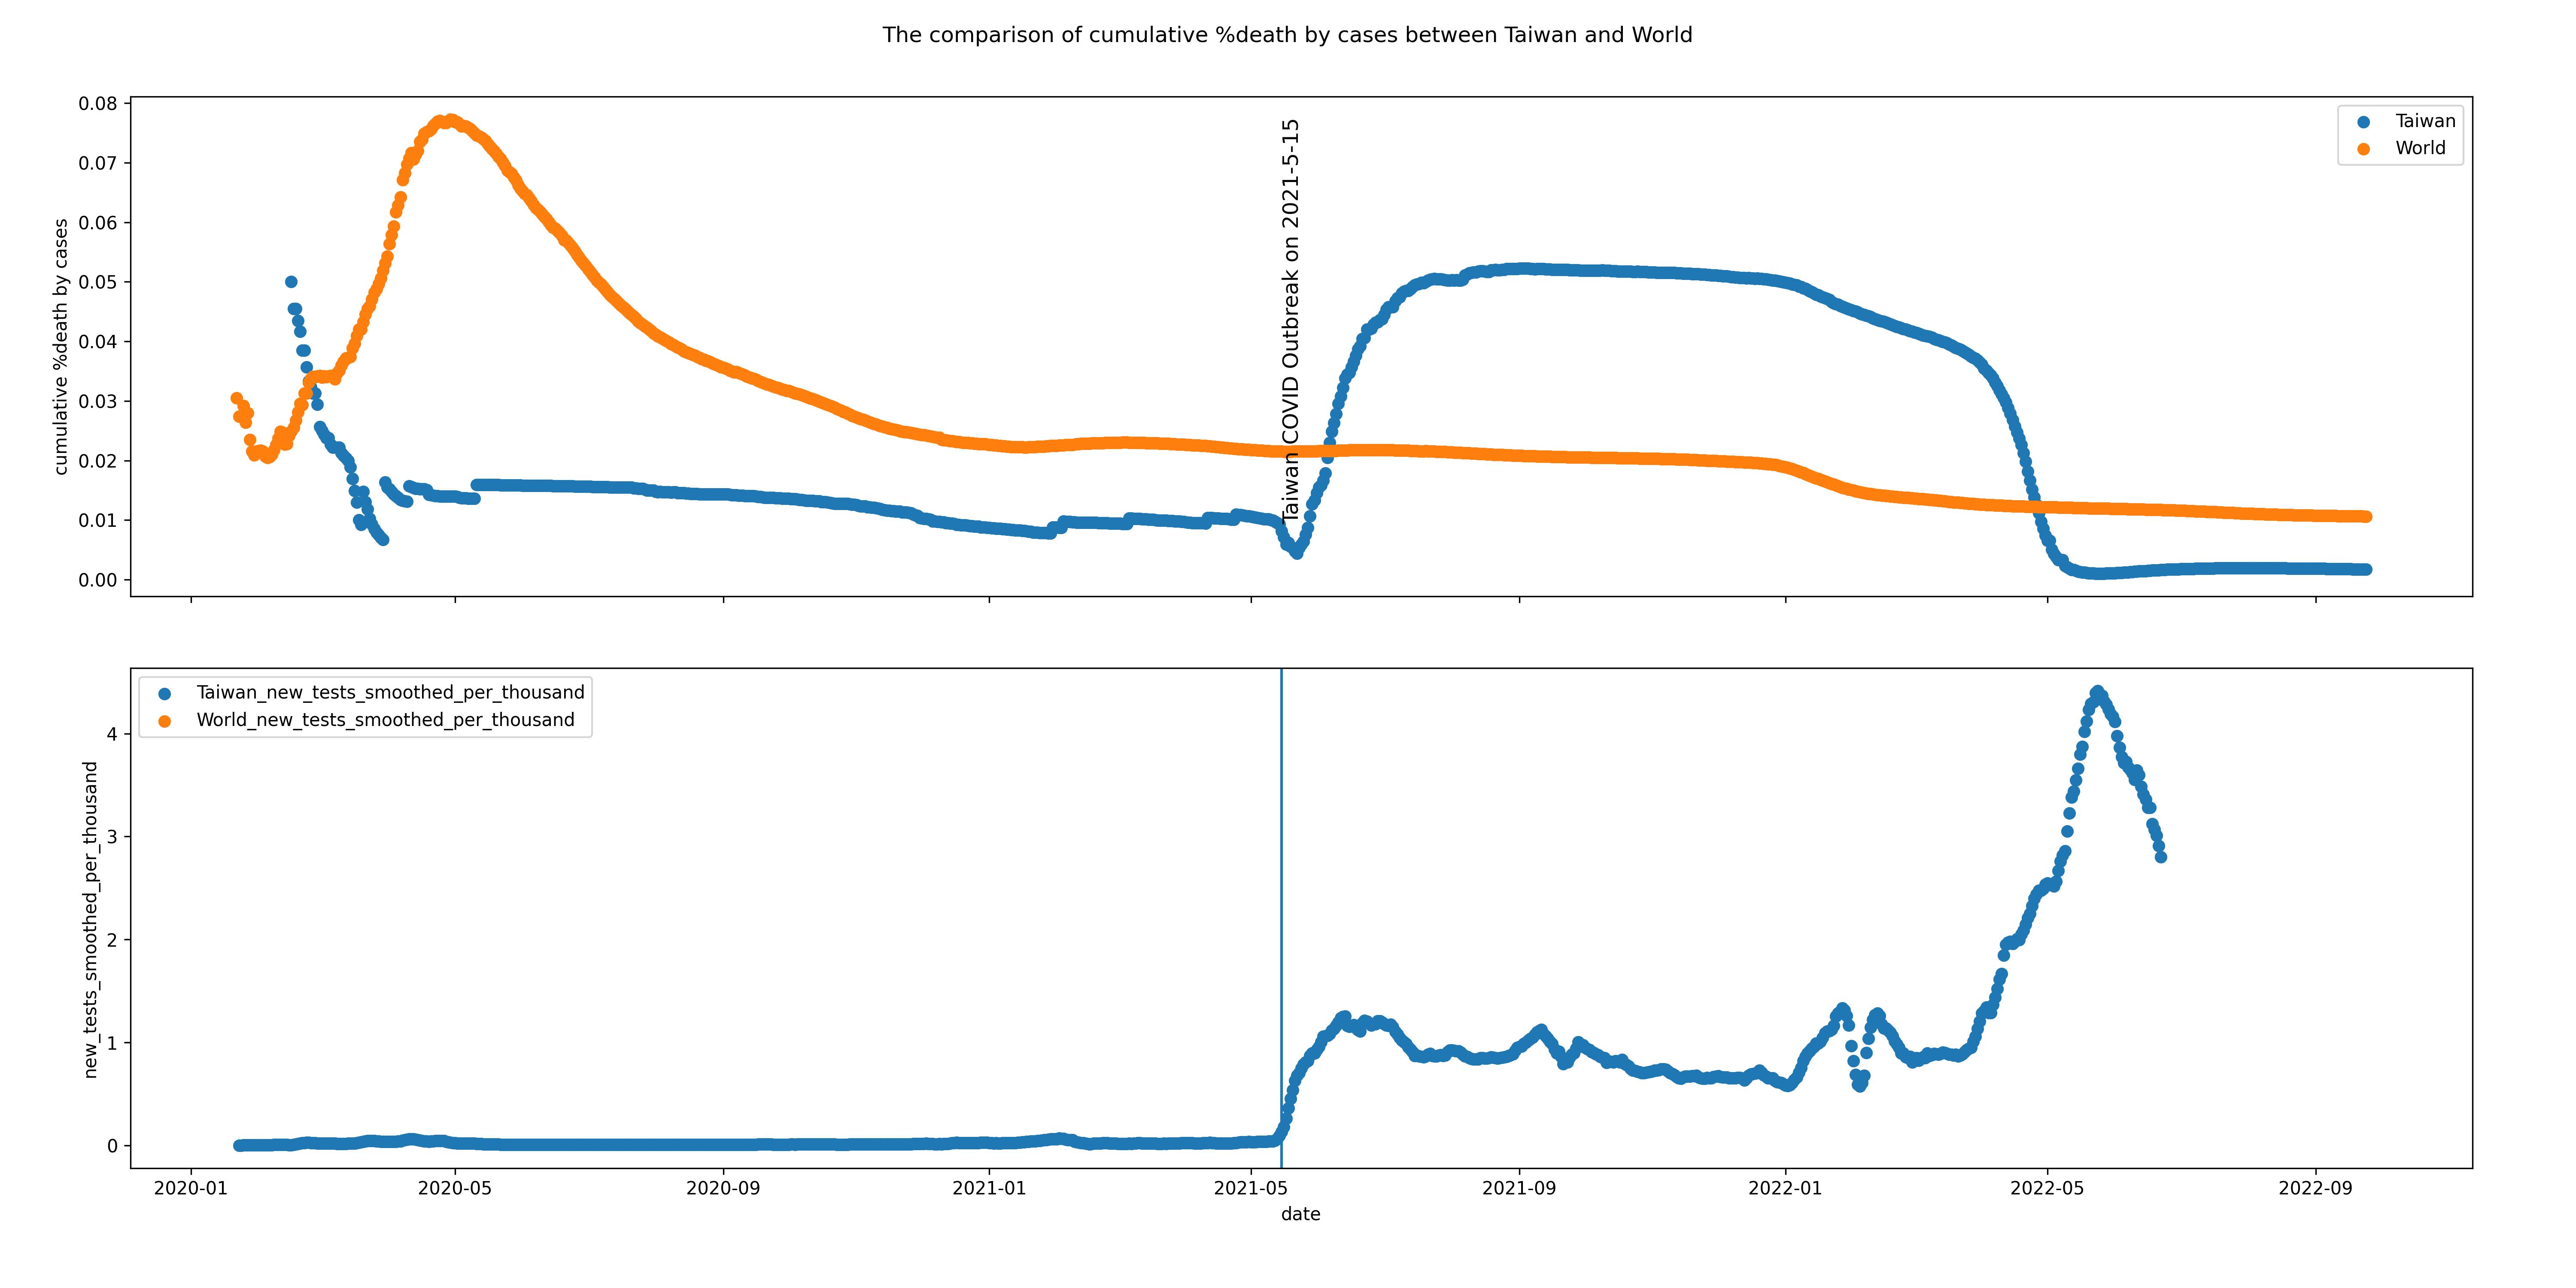 The comparison of cumulative %death by cases between Taiwan and World
cumulative %death by cases
0.08
0.07
0.06
0.05
0.04
0.03
0.02
0.01
0.00
Taiwan COVID Outbreak on 2021-5-15
Taiwan
World
new_tests_smoothed_per_thousand
4
3
2
1
0
Taiwan_new_tests_smoothed_per_thousand
World_new_tests_smoothed_per_thousand
2020-01
2020-05
2020-09
2021-01
2021-05
2021-09
2022-01
2022-05
2022-09
date